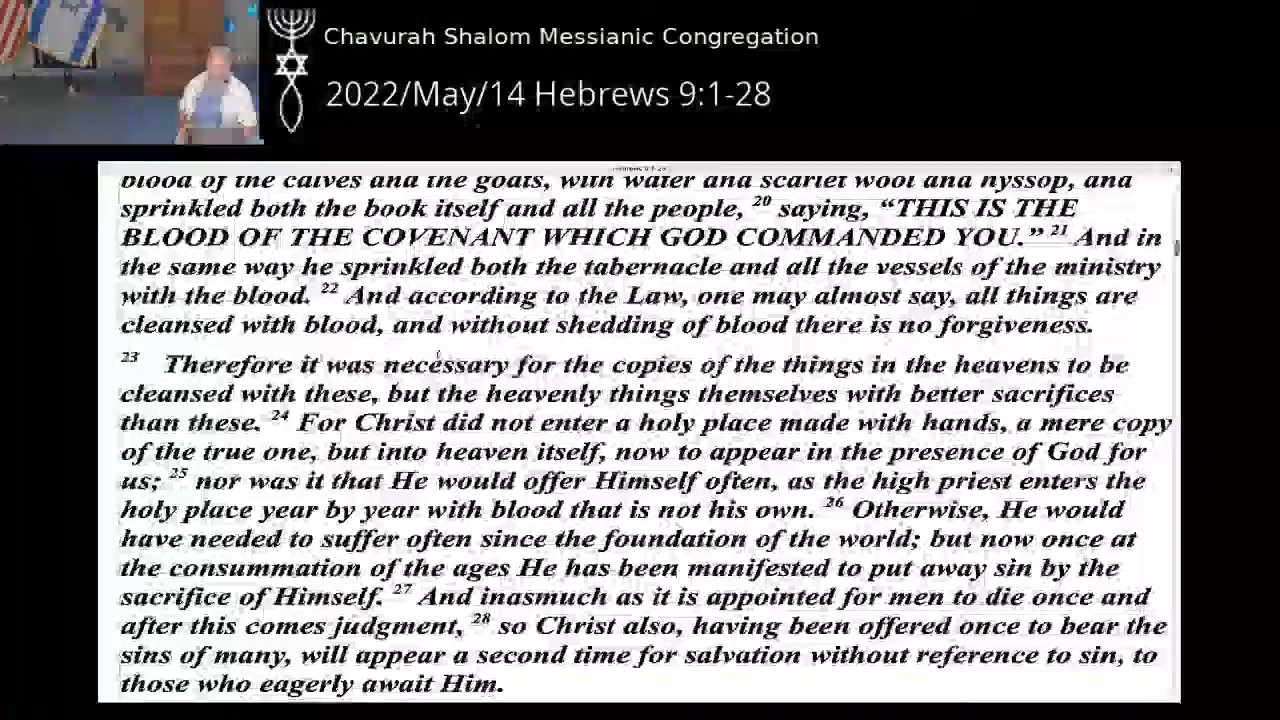 Chavurah Shalom Messianic Congregation
2022/May/14 Hebrews 9:1-28
blood of the calves and the goats, with water and scarlet wool and hyssop, and
sprinkled both the book itself and all the people, 20 saying, “THIS IS THE
BLOOD OF THE COVENANT WHICH GOD COMMANDED YOU.” 21 And in
the same way he sprinkled both the tabernacle and all the vessels of the ministry
with the blood. 22 And according to the Law, one may almost say, all things are
cleansed with blood, and without shedding of blood there is no forgiveness.
23 Therefore it was necessary for the copies of the things in the heavens to be
cleansed with these, but the heavenly things themselves with better sacrifices
than these. 24 For Christ did not enter a holy place made with hands, a mere copy
of the true one, but into heaven itself, now to appear in the presence of God for
us; 25 nor was it that He would offer Himself often, as the high priest enters the
holy place year by year with blood that is not his own. 26 Otherwise, He would
have needed to suffer often since the foundation of the world; but now once at
the consummation of the ages He has been manifested to put away sin by the
sacrifice of Himself. 27 And inasmuch as it is appointed for men to die once and
after this comes judgment, 28 so Christ also, having been offered once to bear the
sins of many, will appear a second time for salvation without reference to sin, to
those who eagerly await Him.